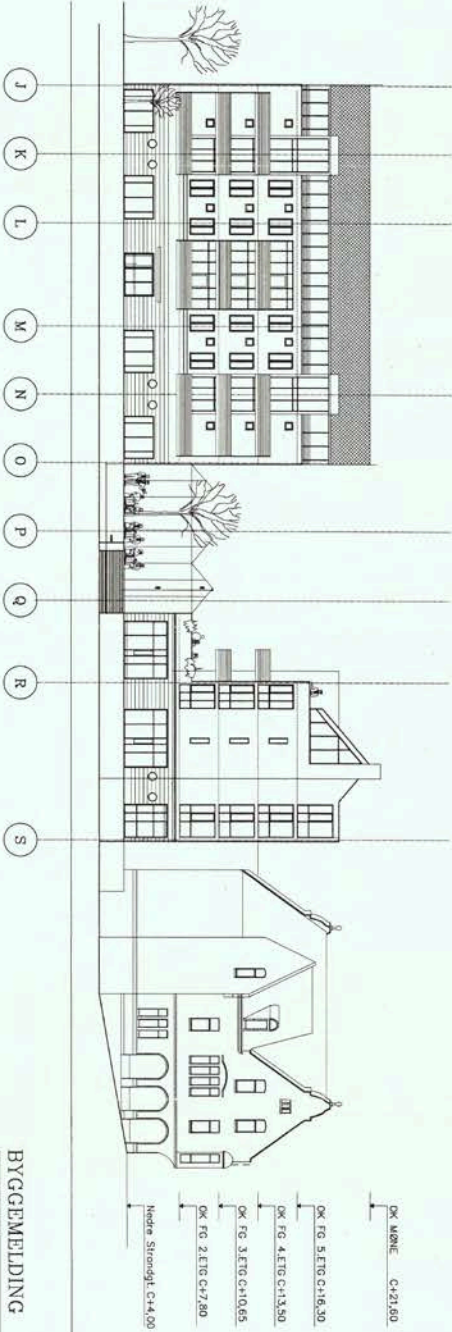 J
K
L
M
N
O
P
Q
R
S
OK MØNE C+21,60
OK FG 5.ETG C+16,30
OK FG 4.ETG C+13,50
OK FG 3.ETG C+10,65
OK FG 2.ETG C+7,80
Nedre Strandgt. C+4,00
BYGGEMELDING